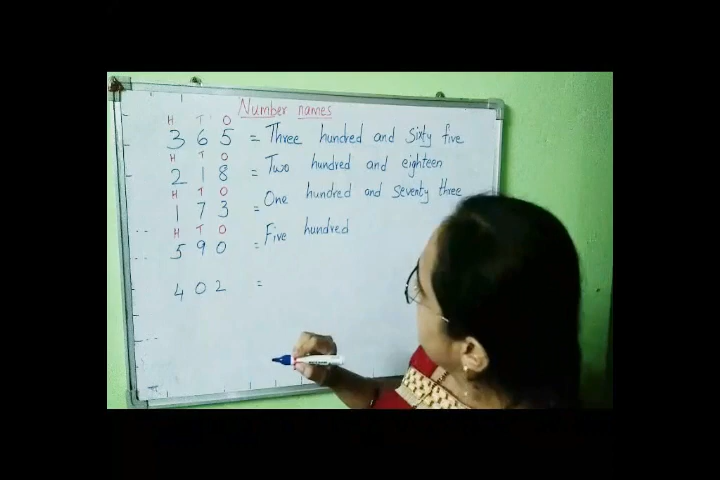 Number names
H T O
3 6 5 = Three hundred and sixty five
H T O
2 1 8 = Two hundred and eighteen
H T O
1 7 3 = One hundred and seventy three
H T O
5 9 0 = Five hundred
4 0 2 =